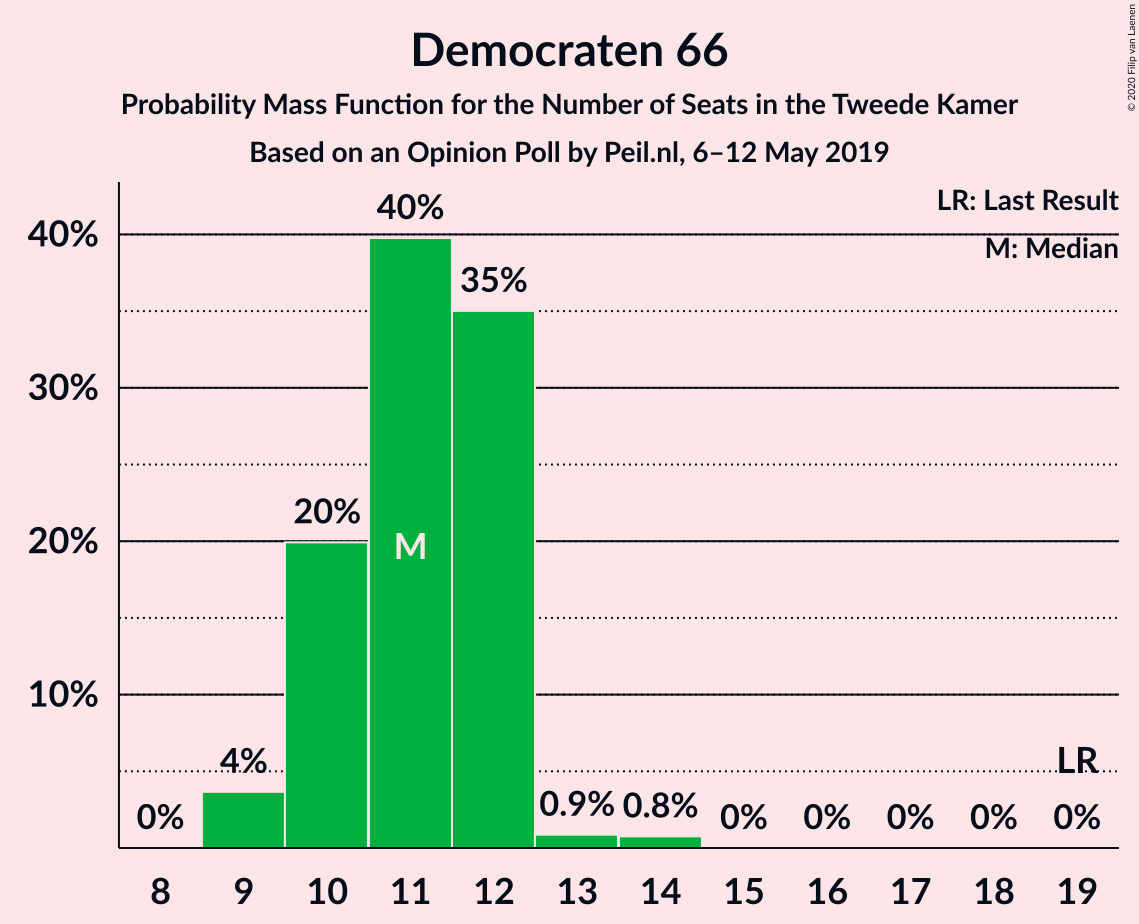 Democraten 66
Probability Mass Function for the Number of Seats in the Tweede Kamer
Based on an Opinion Poll by Peil.nl, 6–12 May 2019
© 2020 Filip van Laenen
LR: Last Result
M: Median
40%
30%
20%
10%
0%
4%
20%
40%
35%
0.9%
0.8%
0%
0%
0%
0%
0%
M
LR
8 9 10 11 12 13 14 15 16 17 18 19